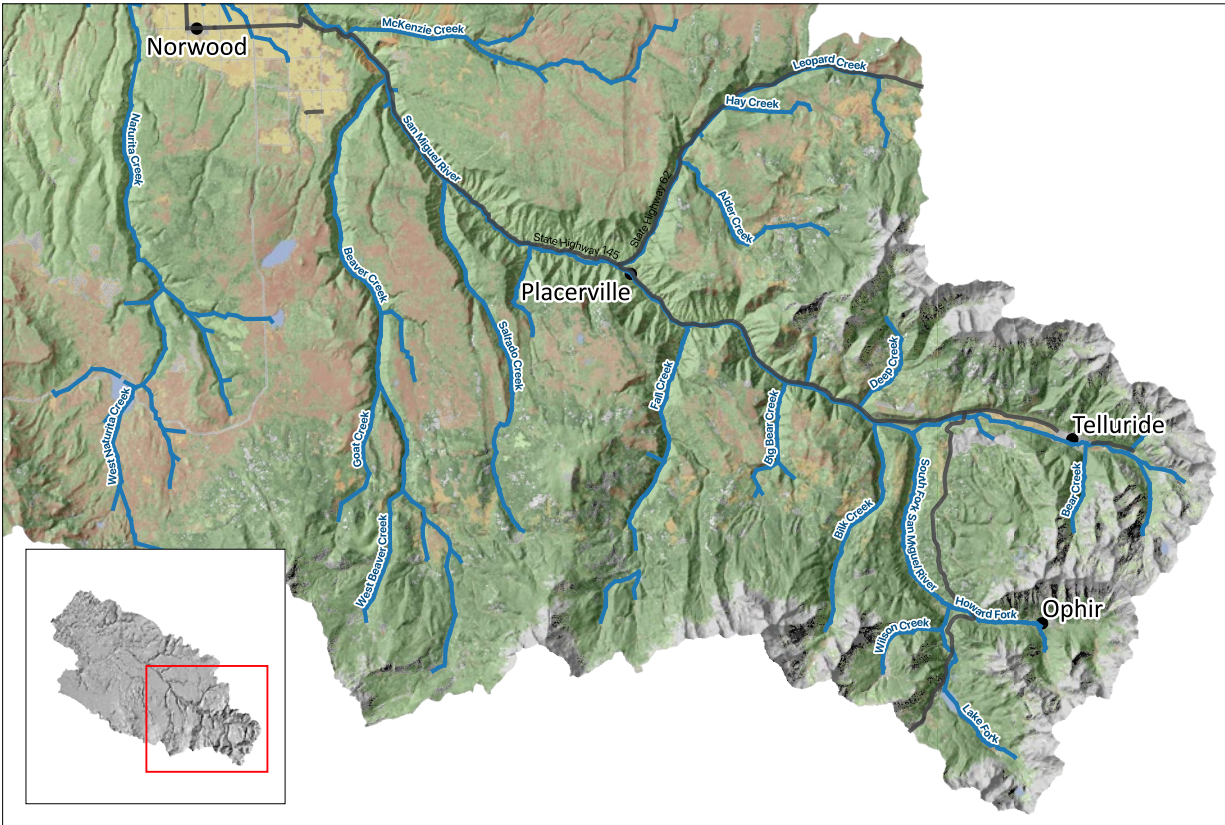 McKenzie Creek
Norwood
Leopard Creek
Hay Creek
Naturita Creek
San Miguel River
State Highway 62
Alder Creek
State Highway 145
Beaver Creek
Placerville
Saltado Creek
Deep Creek
Fall Creek
West Naturita Creek
Goat Creek
Big Bear Creek
Telluride
South Fork San Miguel River
Bear Creek
Bilk Creek
West Beaver Creek
Howard Fork
Ophir
Wilson Creek
Lake Fork